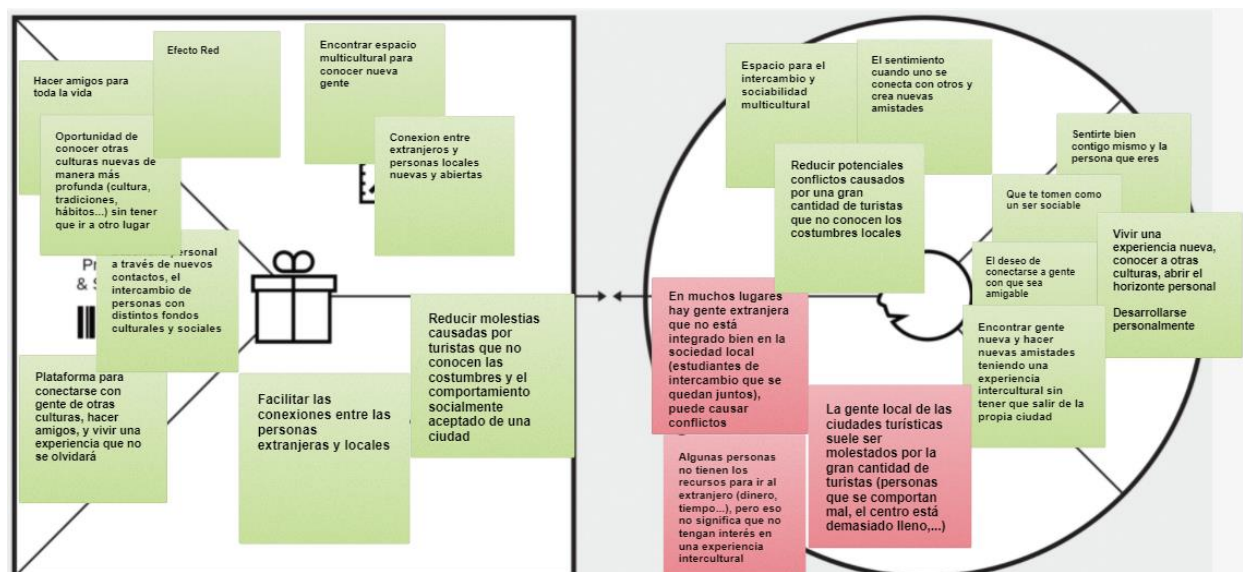 Hacer amigos para
toda la vida
Efecto Red
Encontrar espacio
multicultural para
conocer nueva
gente
Oportunidad de
conocer otras
culturas nuevas de
manera más
profunda (cultura,
tradiciones,
hábitos...) sin tener
que ir a otro lugar
Conexion entre
extranjeros y
personas locales
nuevas y abiertas
personal
a través de nuevos
contactos, el
intercambio de
personas con
distintos fondos
culturales y sociales
Plataforma para
conectarse con
gente de otras
culturas, hacer
amigos, y vivir una
experiencia que no
se olvidará
Facilitar las
conexiones entre las
personas
extranjeras y locales
Reducir molestias
causadas por
turistas que no
conocen las
costumbres y el
comportamiento
socialmente
aceptado de una
ciudad
Espacio para el
intercambio y
sociabilidad
multicultural
El sentimiento
cuando uno se
conecta con otros y
crea nuevas
amistades
Reducir potenciales
conflictos causados
por una gran
cantidad de turistas
que no conocen los
costumbres locales
Sentirte bien
contigo mismo y la
persona que eres
Que te tomen como
un ser sociable
Vivir una
experiencia nueva,
conocer a otras
culturas, abrir el
horizonte personal
Desarrollarse
personalmente
El deseo de
conectarse a gente
con que sea
amigable
Encontrar gente
nueva y hacer
nuevas amistades
teniendo una
experiencia
intercultural sin
tener que salir de la
propia ciudad
En muchos lugares
hay gente extranjera
que no está
integrado bien en la
sociedad local
(estudiantes de
intercambio que se
quedan juntos),
puede causar
conflictos
La gente local de las
ciudades turísticas
suele ser
molestados por la
gran cantidad de
turistas (personas
que se comportan
mal, el centro está
demasiado lleno,...)
Algunas personas
no tienen los
recursos para ir al
extranjero (dinero,
tiempo...), pero eso
no significa que no
tengan interés en
una experiencia
intercultural